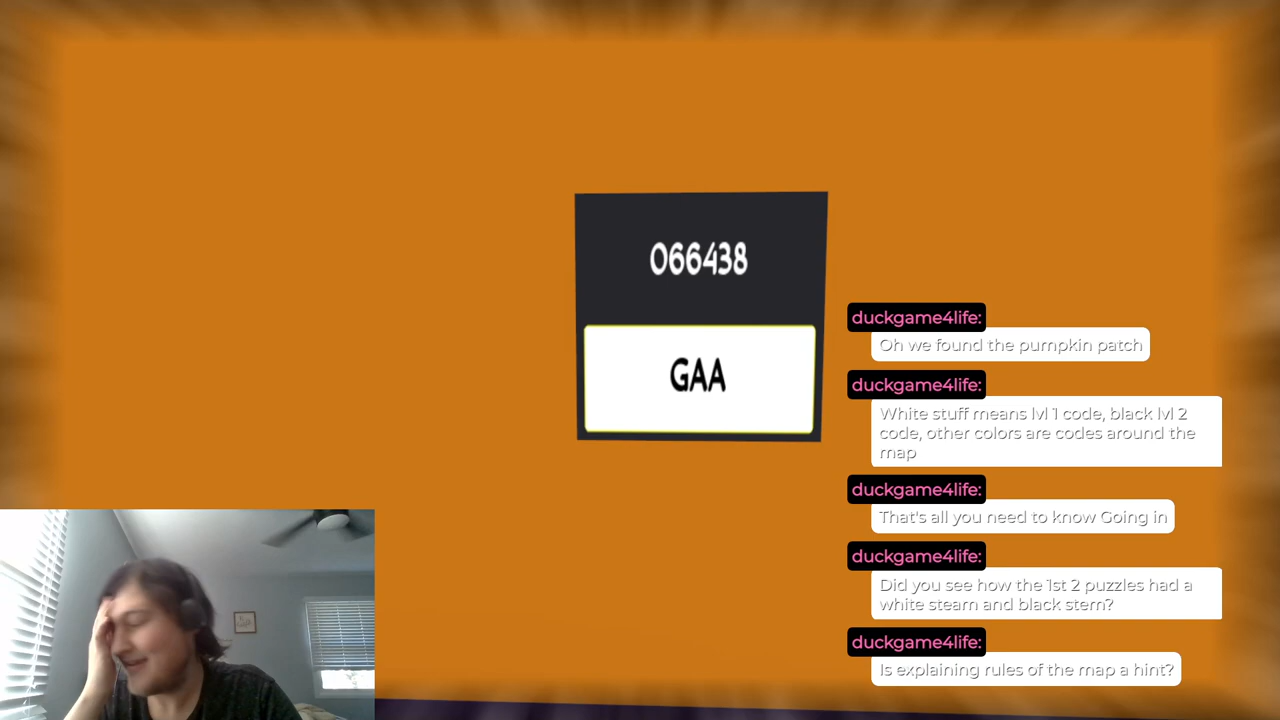 066438
GAA
duckgame4life:
Oh we found the pumpkin patch
duckgame4life:
White stuff means lvl 1 code, black lvl 2
code, other colors are codes around the
map
duckgame4life:
That's all you need to know Going in
duckgame4life:
Did you see how the 1st 2 puzzles had a
white steam and black stem?
duckgame4life:
Is explaining rules of the map a hint?